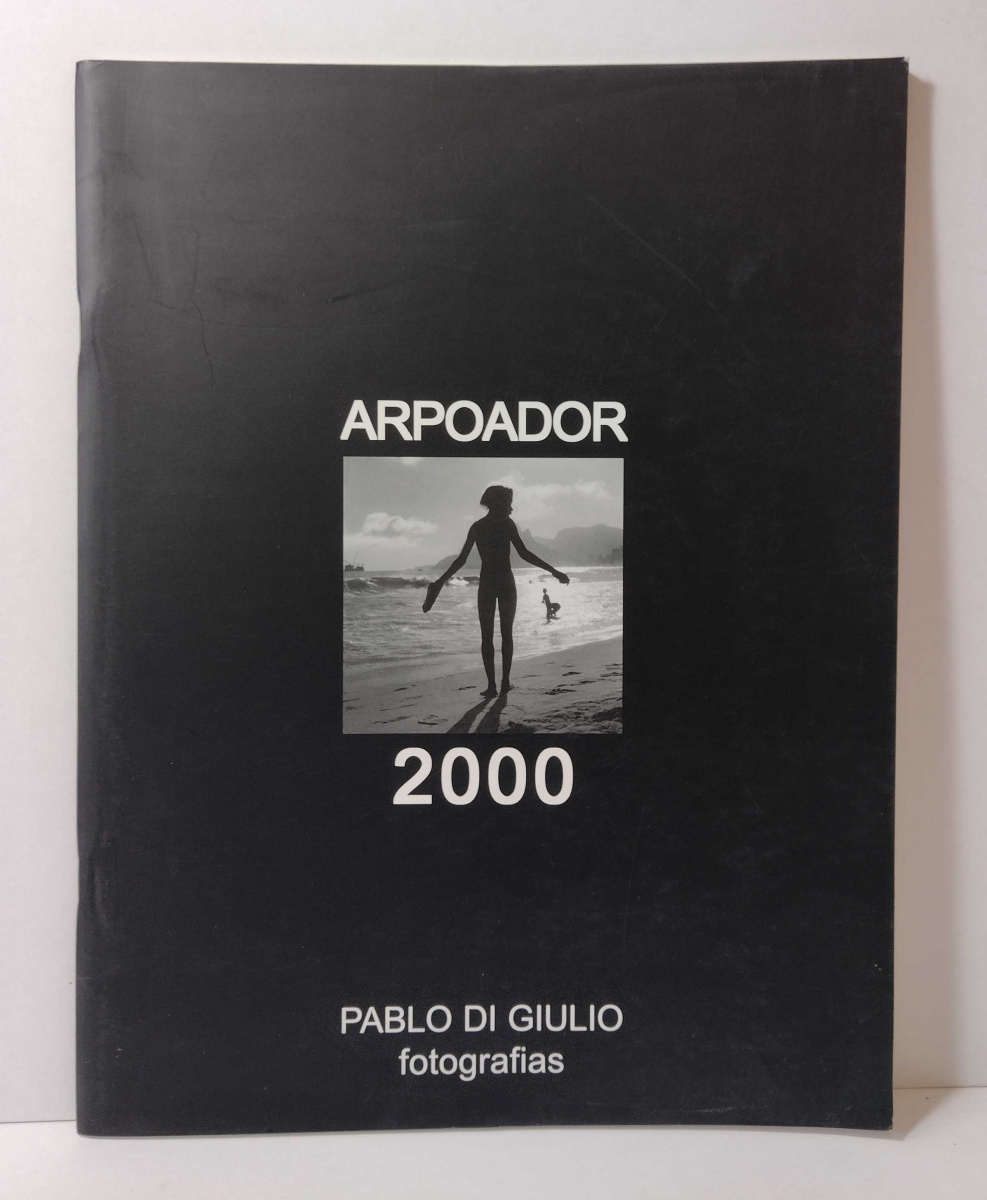 ARPOADOR
2000
PABLO DI GIULIO
fotografias